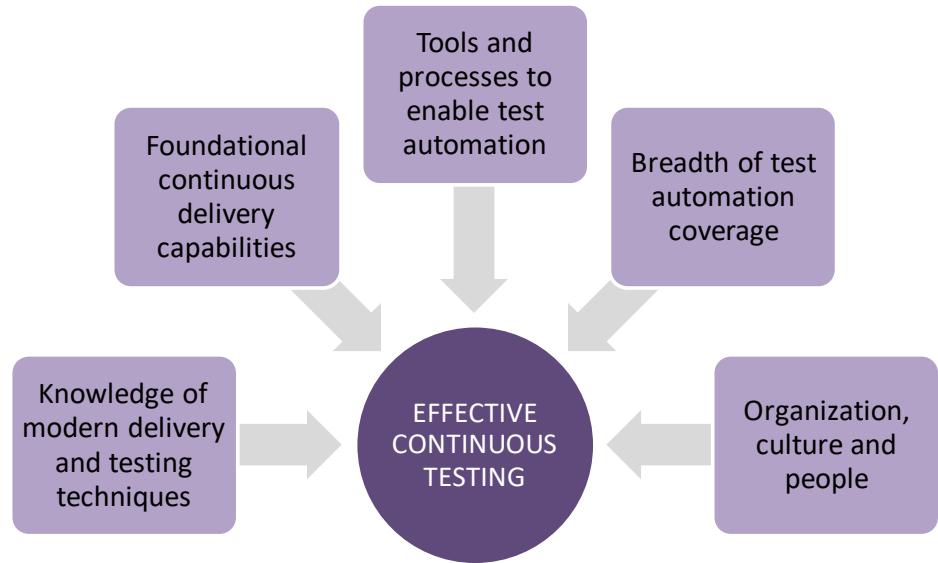 Tools and
processes to
enable test
automation
Foundational
continuous
delivery
capabilities
Breadth of test
automation
coverage
Knowledge of
modern delivery
and testing
techniques
EFFECTIVE
CONTINUOUS
TESTING
Organization,
culture and
people